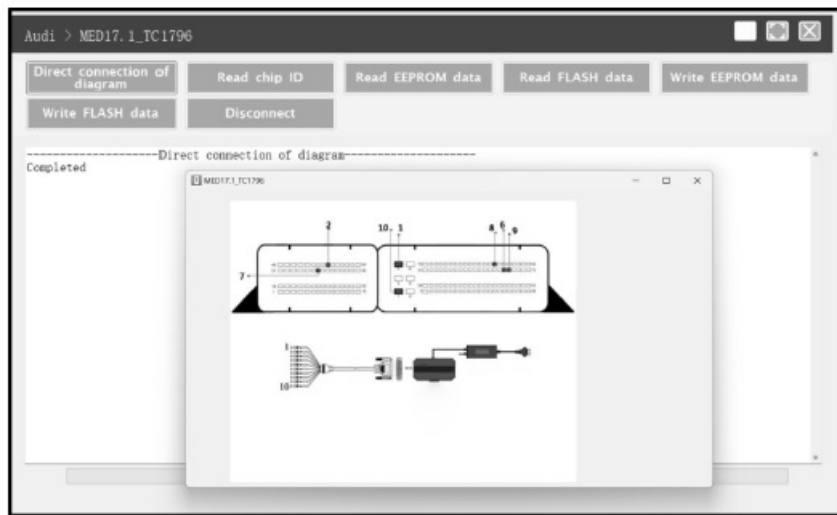 Audi > MED17.1_TC1796
Direct connection of diagram
Read chip ID
Read EEPROM data
Read FLASH data
Write EEPROM data
Write FLASH data
Disconnect
--------------------Direct connection of diagram--------------------
Completed
MED17.1_TC1796
2
10
1
8
6
9
7
1
10